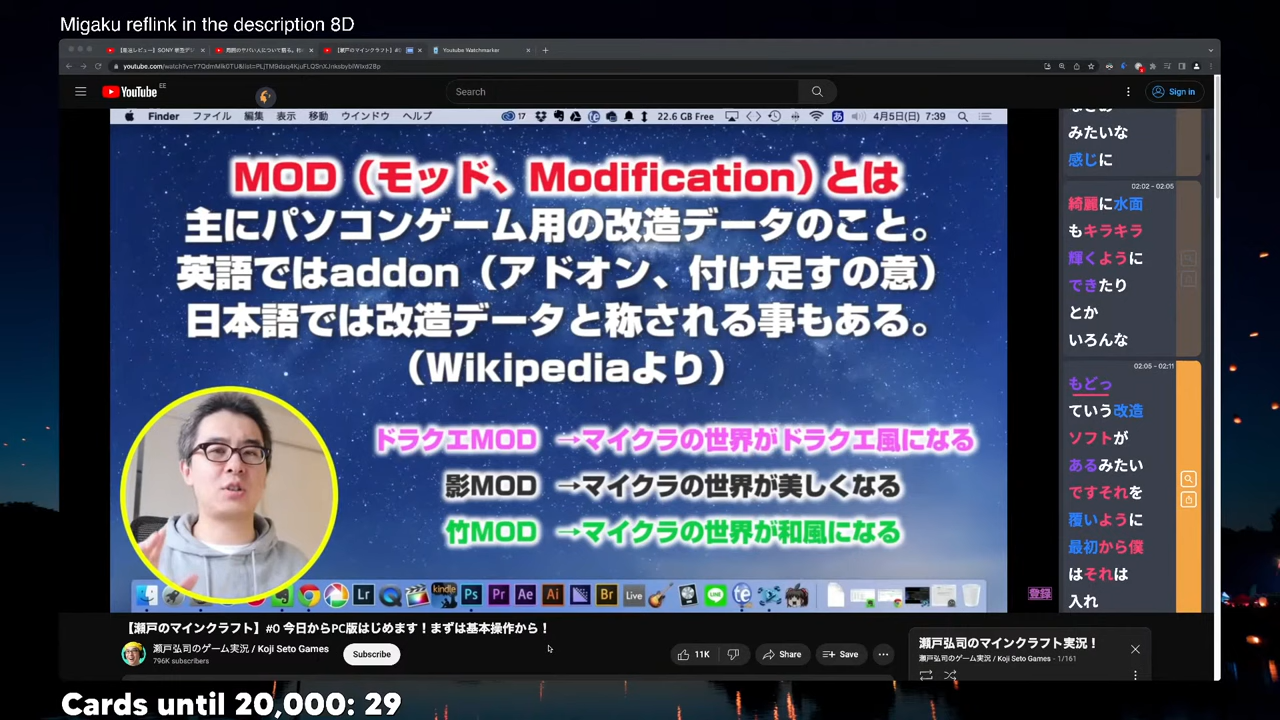 Migaku reflink in the description 8D
Youtube Watchmarker
Search
Sign in
YouTube EE
Finder ファイル 編集 表示 移動 ウインドウ ヘルプ
17
22.6 GB Free
4月5日(日) 7:39
MOD（モッド、Modification）とは
主にパソコンゲーム用の改造データのこと。
英語ではaddon（アドオン、付け足すの意）
日本語では改造データと称される事もある。
（Wikipediaより）
ドラクエMOD →マイクラの世界がドラクエ風になる
影MOD →マイクラの世界が美しくなる
竹MOD →マイクラの世界が和風になる
Lr
kindle
Ps
Pr
Ae
Ai
Br
Live
LINE
登録
みたいな
感じに
02:02 - 02:05
綺麗に水面
もキラキラ
輝くように
できたり
とか
いろんな
02:05 - 02:11
もどっ
ていう改造
ソフトが
あるみたい
ですそれを
覆いように
最初から僕
はそれは
入れ
【瀬戸のマインクラフト】#0 今日からPC版はじめます！まずは基本操作から！
瀬戸弘司のゲーム実況 / Koji Seto Games
796K subscribers
Subscribe
11K
Share
Save
瀬戸弘司のマインクラフト実況！
瀬戸弘司のゲーム実況 / Koji Seto Games - 1/161
Cards until 20,000: 29